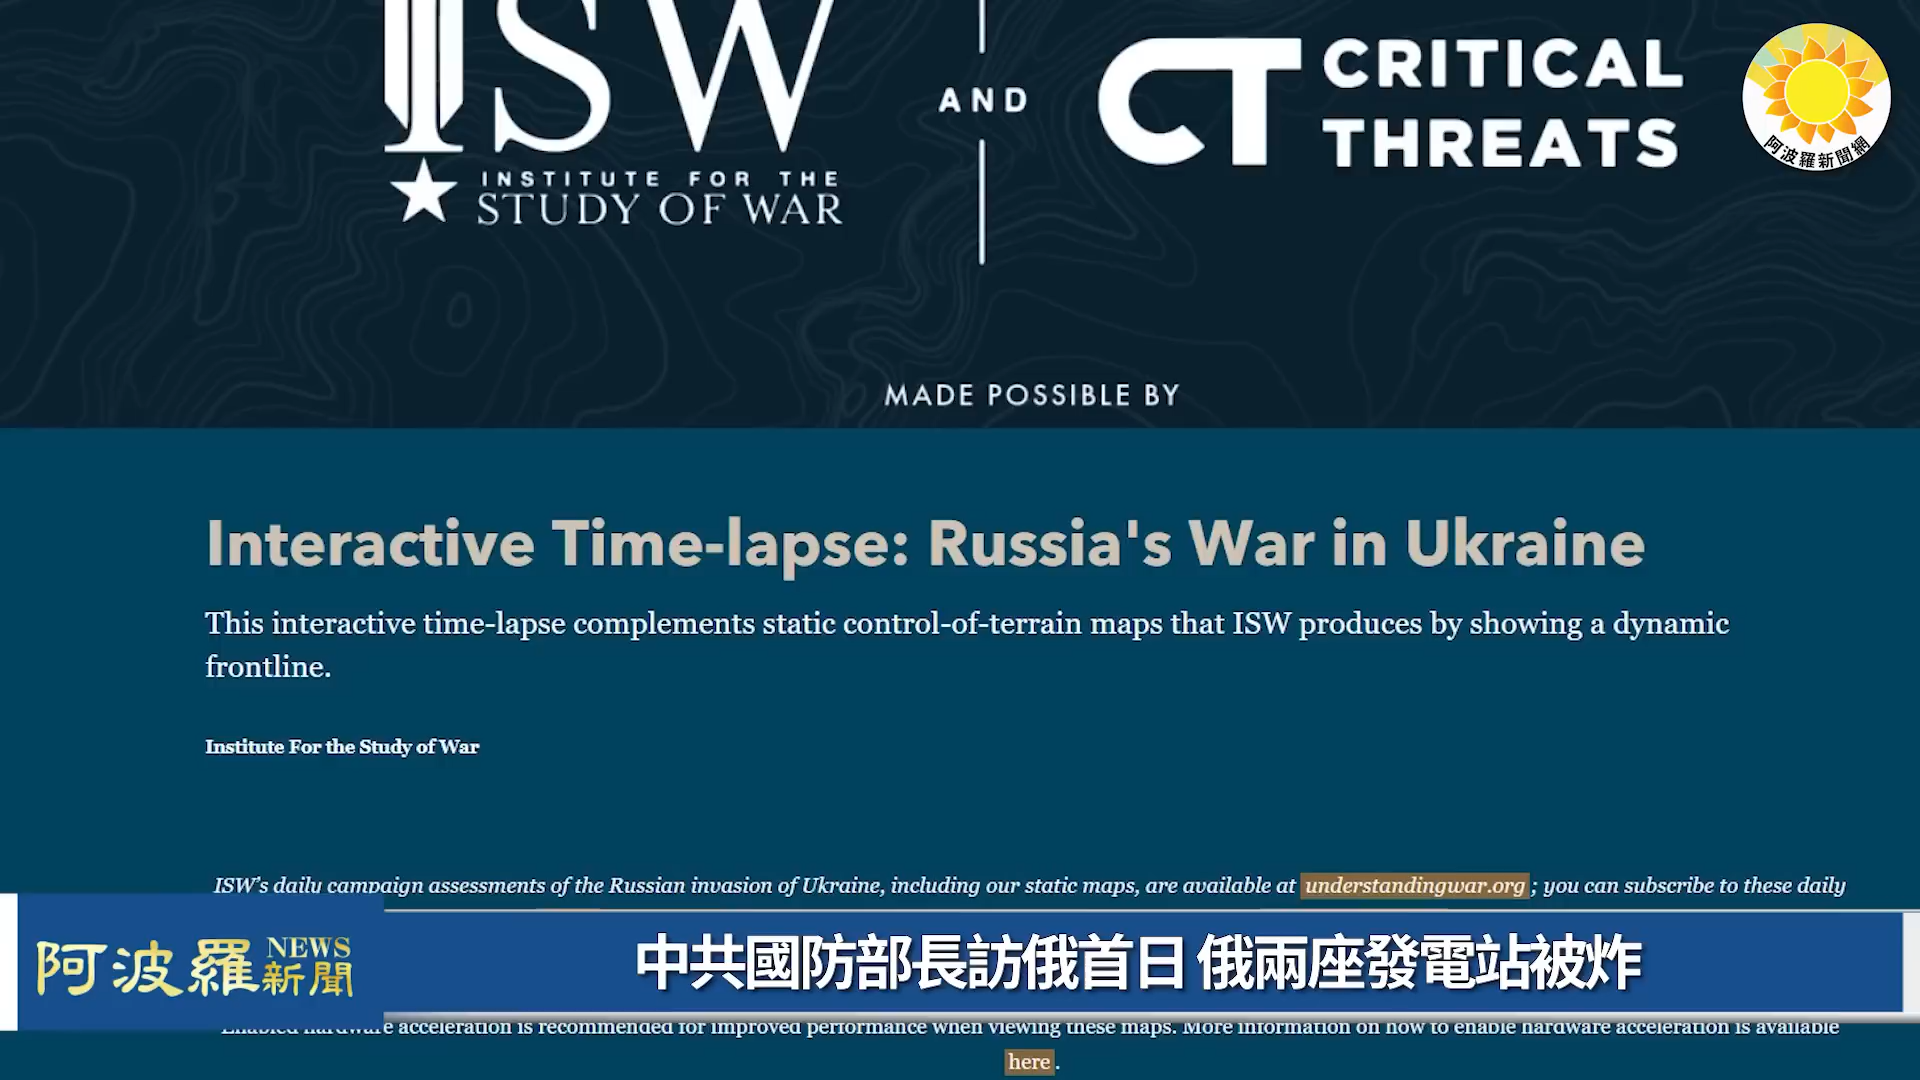 ISW
INSTITUTE FOR THE
STUDY OF WAR
AND
CT CRITICAL
THREATS
阿波羅新聞網
MADE POSSIBLE BY
Interactive Time-lapse: Russia's War in Ukraine
This interactive time-lapse complements static control-of-terrain maps that ISW produces by showing a dynamic
frontline.
Institute For the Study of War
ISW's daily campaign assessments of the Russian invasion of Ukraine, including our static maps, are available at understandingwar.org; you can subscribe to these daily
阿波羅 NEWS 新聞
中共國防部長訪俄首日 俄兩座發電站被炸
Enabled hardware acceleration is recommended for improved performance when viewing these maps. More information on how to enable hardware acceleration is available
here.